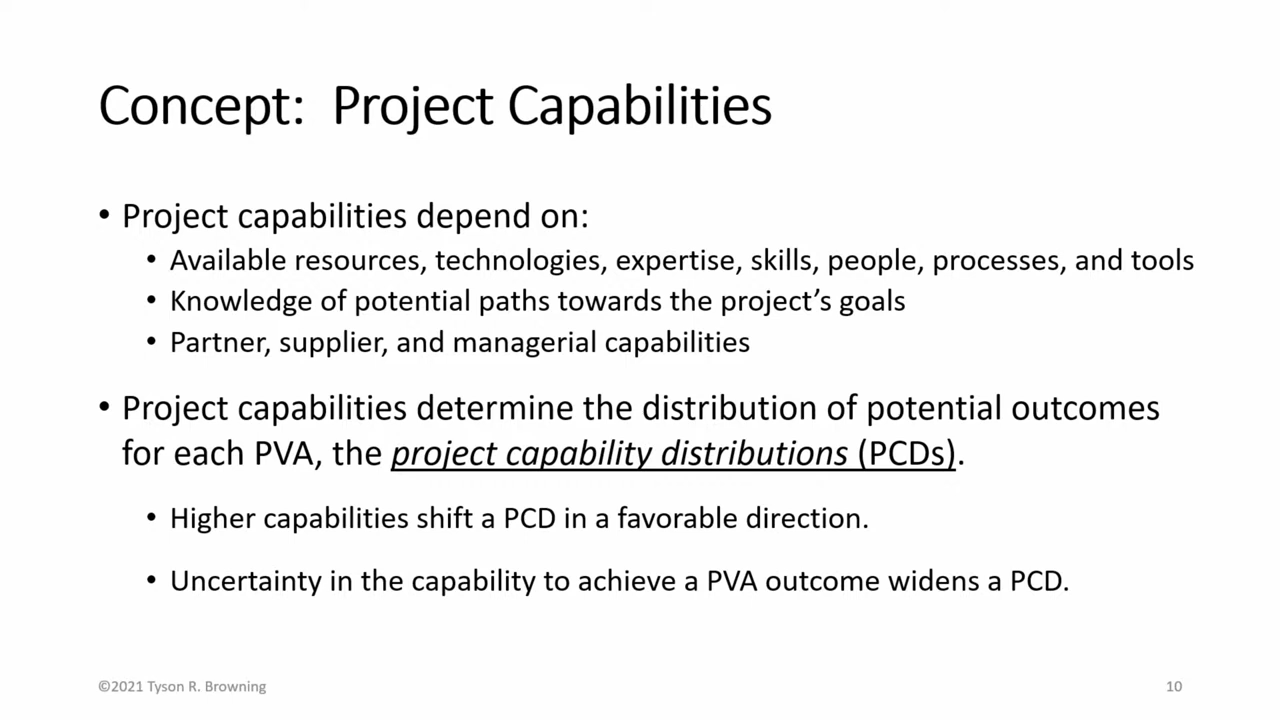 Concept:  Project Capabilities
• Project capabilities depend on:
• Available resources, technologies, expertise, skills, people, processes, and tools
• Knowledge of potential paths towards the project’s goals
• Partner, supplier, and managerial capabilities
• Project capabilities determine the distribution of potential outcomes
for each PVA, the project capability distributions (PCDs).
• Higher capabilities shift a PCD in a favorable direction.
• Uncertainty in the capability to achieve a PVA outcome widens a PCD.
©2021 Tyson R. Browning
10